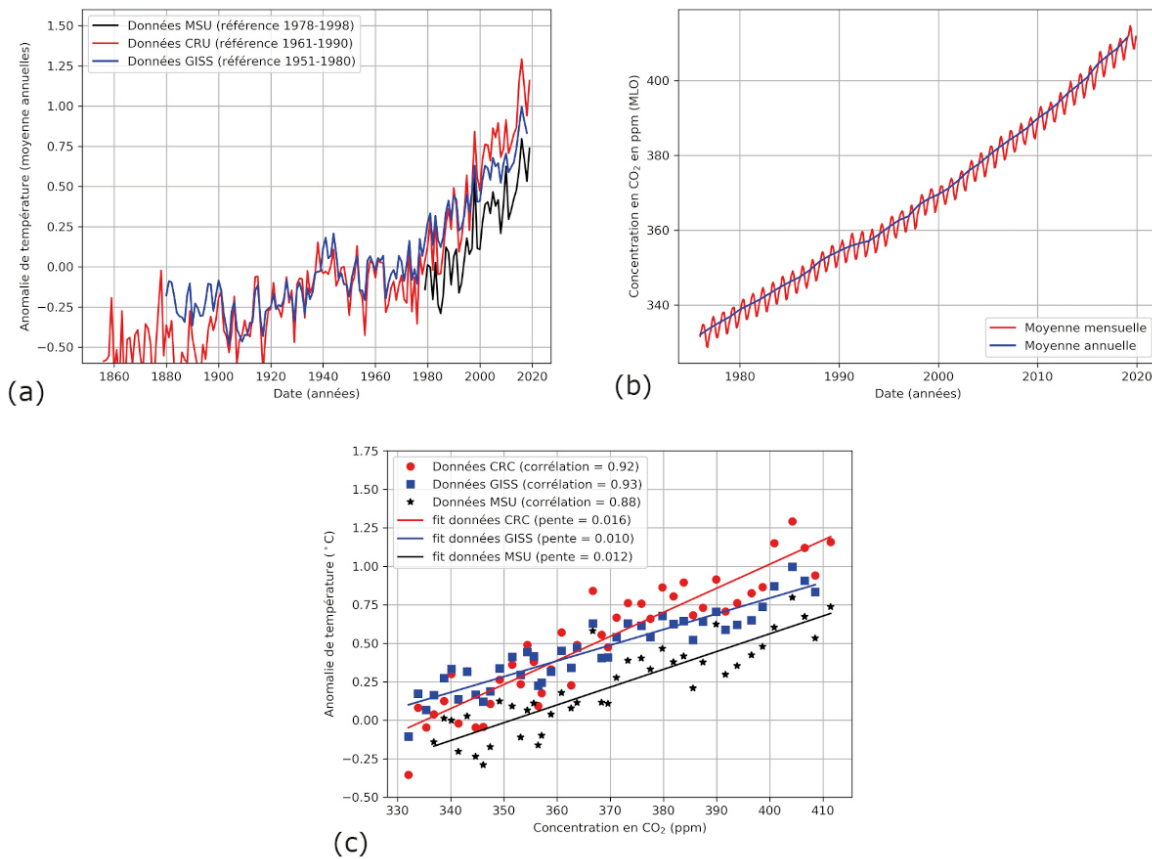 1.50
1.25
1.00
0.75
0.50
0.25
0.00
−0.25
−0.50
Anomalie de température (moyenne annuelles)
Données MSU (référence 1978-1998)
Données CRU (référence 1961-1990)
Données GISS (référence 1951-1980)
1860 1880 1900 1920 1940 1960 1980 2000 2020
Date (années)
(a)
400
380
360
340
Concentration en CO₂ en ppm (MLO)
Moyenne mensuelle
Moyenne annuelle
1980 1990 2000 2010 2020
Date (années)
(b)
1.75
1.50
1.25
1.00
0.75
0.50
0.25
0.00
−0.25
−0.50
Anomalie de température (°C)
Données CRC (corrélation = 0.92)
Données GISS (corrélation = 0.93)
Données MSU (corrélation = 0.88)
fit données CRC (pente = 0.016)
fit données GISS (pente = 0.010)
fit données MSU (pente = 0.012)
330 340 350 360 370 380 390 400 410
Concentration en CO₂ (ppm)
(c)